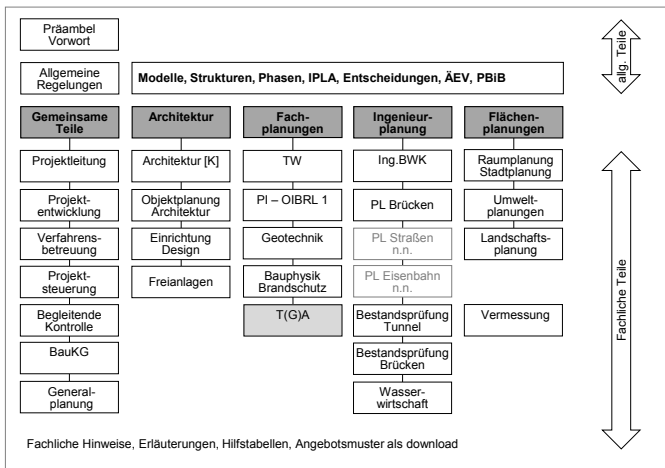 Präambel
Vorwort
Allgemeine
Regelungen
Modelle, Strukturen, Phasen, IPLA, Entscheidungen, ÄEV, PBiB
allg. Teile
Gemeinsame
Teile
Architektur
Fach-
planungen
Ingenieur-
planung
Flächen-
planungen
Projektleitung
Architektur [K]
TW
Ing.BWK
Raumplanung
Stadtplanung
Projekt-
entwicklung
Objektplanung
Architektur
PI – OIBRL 1
PL Brücken
Umwelt-
planungen
Verfahrens-
betreuung
Einrichtung
Design
Geotechnik
PL Straßen
n.n.
Landschafts-
planung
Projekt-
steuerung
Freianlagen
Bauphysik
Brandschutz
PL Eisenbahn
n.n.
Begleitende
Kontrolle
T(G)A
Bestandsprüfung
Tunnel
Vermessung
BauKG
Bestandsprüfung
Brücken
General-
planung
Wasser-
wirtschaft
Fachliche Teile
Fachliche Hinweise, Erläuterungen, Hilfstabellen, Angebotsmuster als download